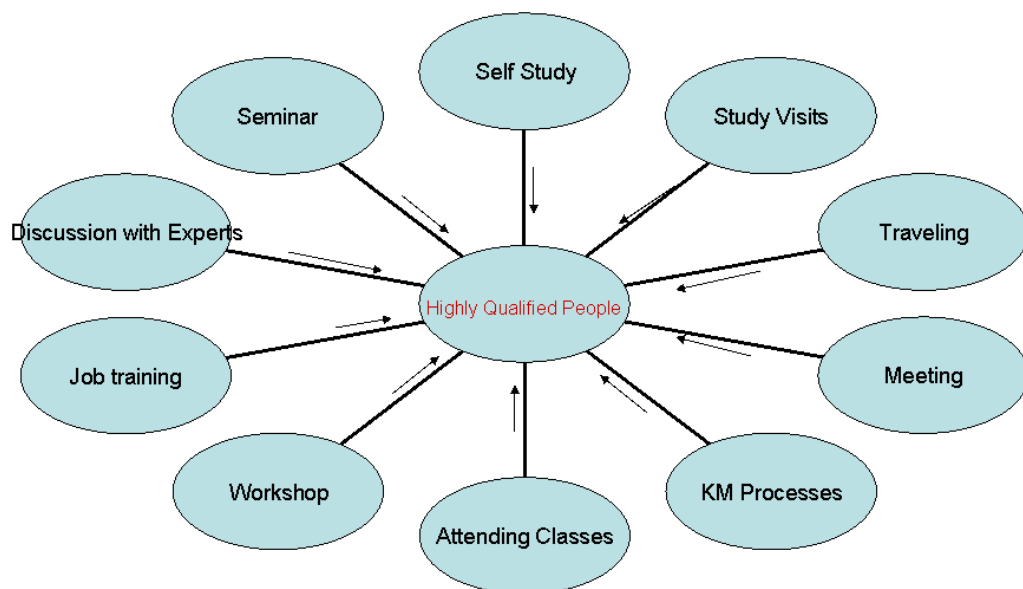 Self Study
Seminar
Study Visits
Discussion with Experts
Traveling
Highly Qualified People
Job training
Meeting
Workshop
KM Processes
Attending Classes